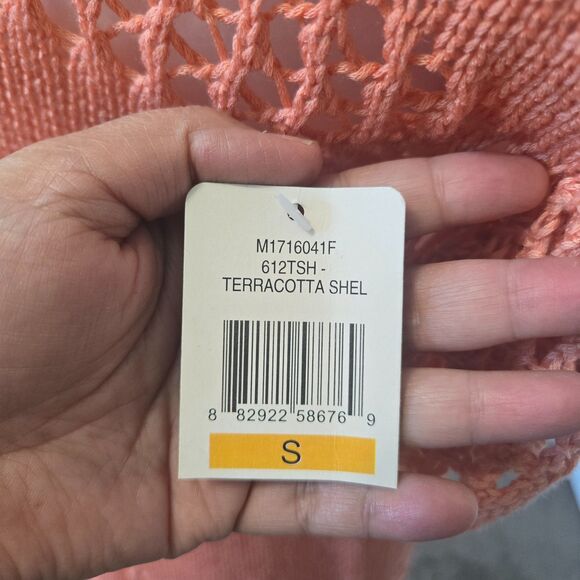 M1716041F
612TSH -
TERRACOTTA SHEL
8 82922 58676 9
S